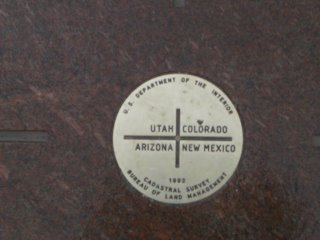 U. S. DEPARTMENT OF THE INTERIOR
UTAH COLORADO
ARIZONA NEW MEXICO
1992
CADASTRAL SURVEY
BUREAU OF LAND MANAGEMENT